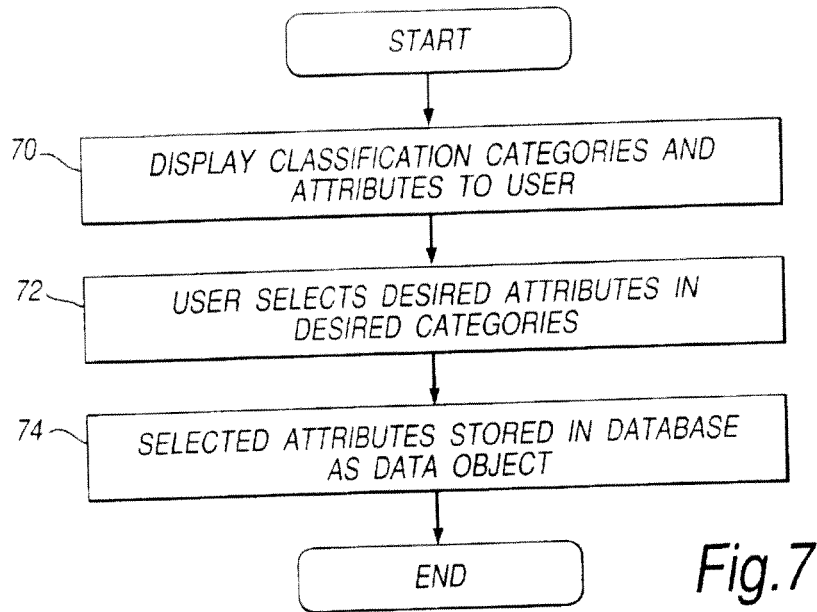 START
70
DISPLAY CLASSIFICATION CATEGORIES AND
ATTRIBUTES TO USER
72
USER SELECTS DESIRED ATTRIBUTES IN
DESIRED CATEGORIES
74
SELECTED ATTRIBUTES STORED IN DATABASE
AS DATA OBJECT
END
Fig.7